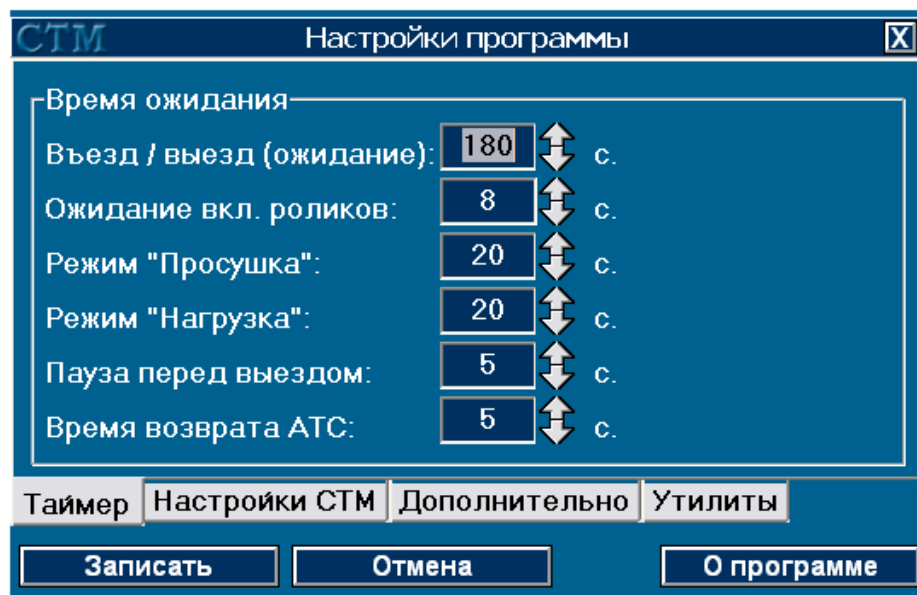 СТМ Настройки программы X
Время ожидания
Въезд / выезд (ожидание): 180 с.
Ожидание вкл. роликов: 8 с.
Режим "Просушка": 20 с.
Режим "Нагрузка": 20 с.
Пауза перед выездом: 5 с.
Время возврата АТС: 5 с.
Таймер Настройки СТМ Дополнительно Утилиты
Записать Отмена О программе